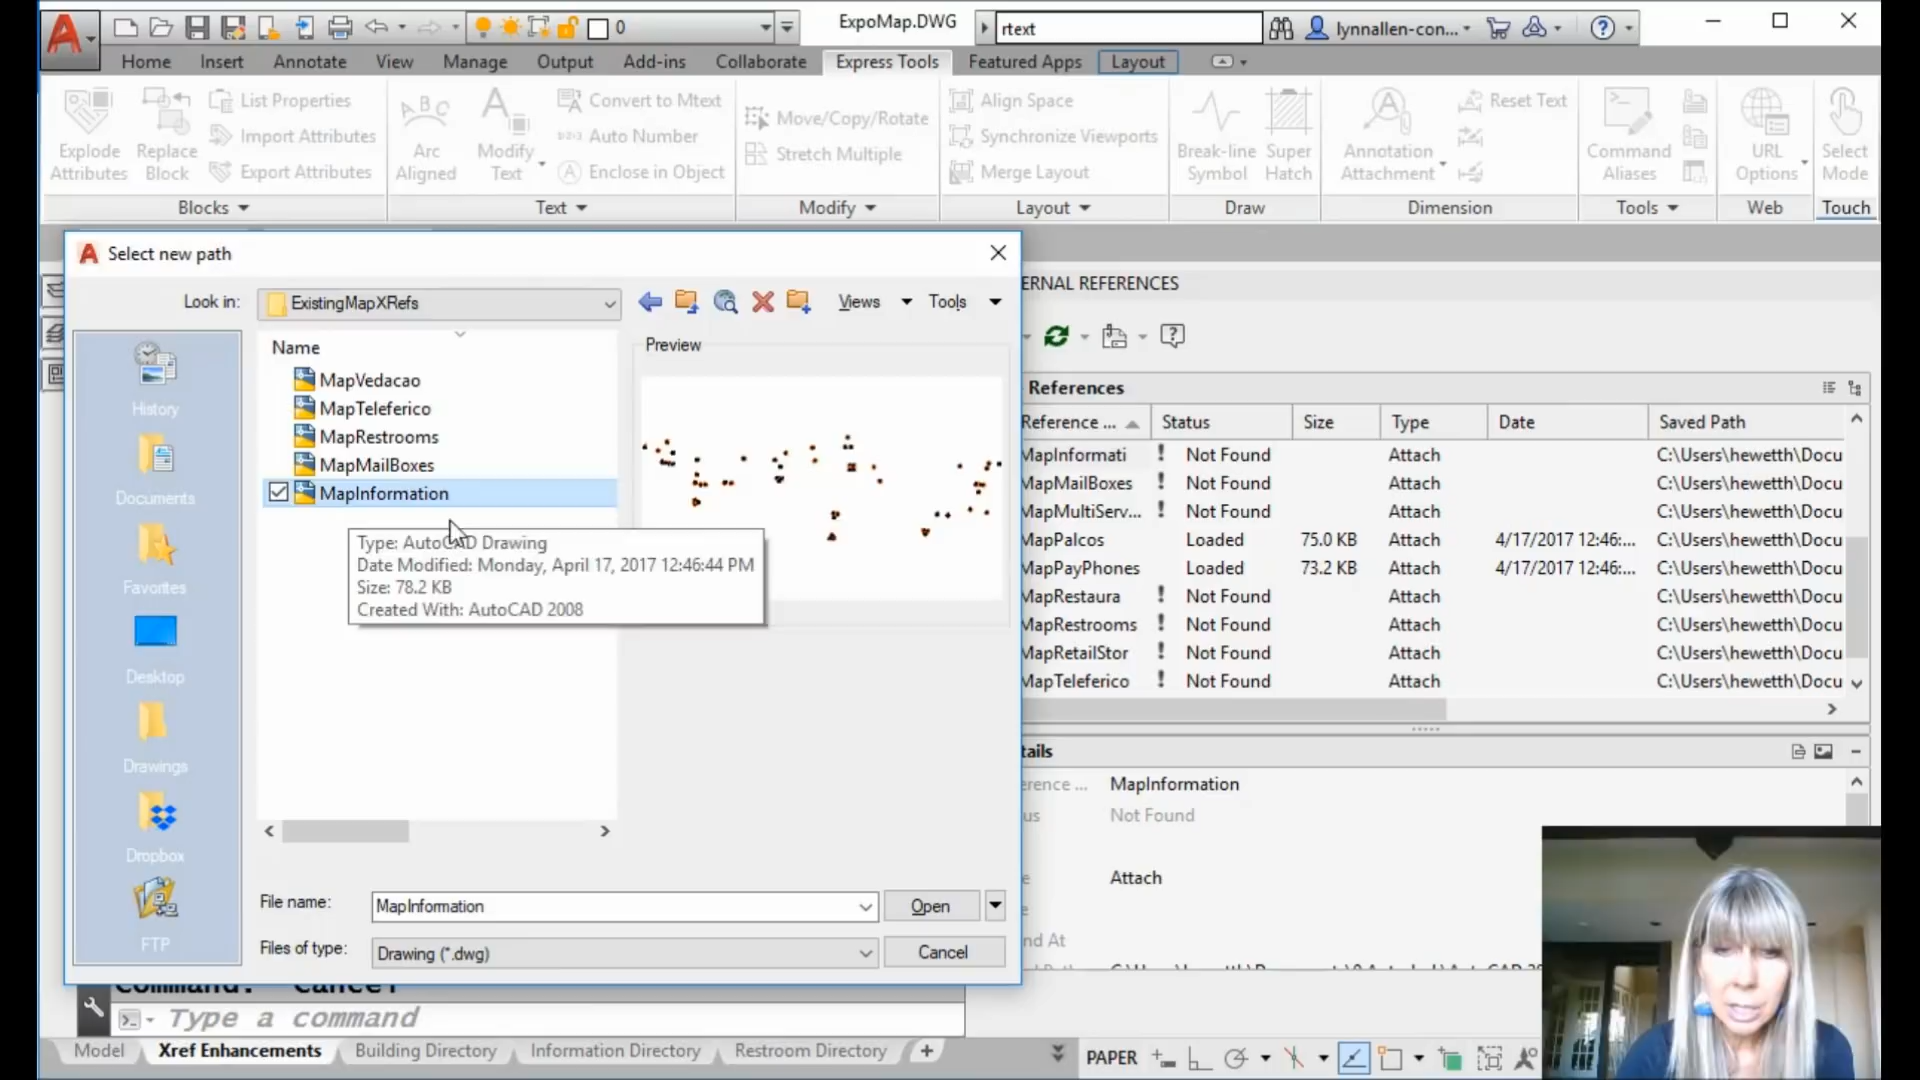 0
ExpoMap.DWG
rtext
lynnallen-con...
Home
Insert
Annotate
View
Manage
Output
Add-ins
Collaborate
Express Tools
Featured Apps
Layout
Explode
Attributes
Replace
Block
List Properties
Import Attributes
Export Attributes
Blocks
ABC
Arc
Aligned
A
Modify
Text
Convert to Mtext
Auto Number
Enclose in Object
Text
Move/Copy/Rotate
Stretch Multiple
Modify
Align Space
Synchronize Viewports
Merge Layout
Layout
Break-line
Symbol
Super
Hatch
Draw
Annotation
Attachment
Reset Text
Dimension
Command
Aliases
Tools
URL
Options
Web
Select
Mode
Touch
Select new path
Look in:
ExistingMapXRefs
Views
Tools
History
Documents
Favorites
Desktop
Drawings
Dropbox
FTP
Name
MapVedacao
MapTeleferico
MapRestrooms
MapMailBoxes
MapInformation
Type: AutoCAD Drawing
Date Modified: Monday, April 17, 2017 12:46:44 PM
Size: 78.2 KB
Created With: AutoCAD 2008
Preview
File name:
MapInformation
Open
Files of type:
Drawing (*.dwg)
Cancel
ERNAL REFERENCES
References
Reference ... Status Size Type Date Saved Path
MapInformati ! Not Found Attach C:\Users\hewetth\Docu
MapMailBoxes ! Not Found Attach C:\Users\hewetth\Docu
MapMultiServ... ! Not Found Attach C:\Users\hewetth\Docu
MapPalcos Loaded 75.0 KB Attach 4/17/2017 12:46:... C:\Users\hewetth\Docu
MapPayPhones Loaded 73.2 KB Attach 4/17/2017 12:46:... C:\Users\hewetth\Docu
MapRestaura ! Not Found Attach C:\Users\hewetth\Docu
MapRestrooms ! Not Found Attach C:\Users\hewetth\Docu
MapRetailStor ! Not Found Attach C:\Users\hewetth\Docu
MapTeleferico ! Not Found Attach C:\Users\hewetth\Docu
tails
erence ... MapInformation
us Not Found
e Attach
e
nd At
Command: *Cancel*
Type a command
Model
Xref Enhancements
Building Directory
Information Directory
Restroom Directory
+
PAPER